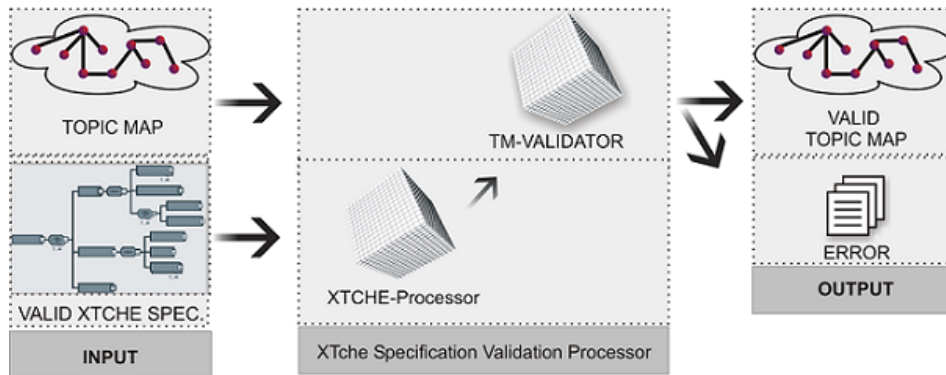 TOPIC MAP
VALID XTCHE SPEC.
INPUT
TM-VALIDATOR
XTCHE-Processor
XTche Specification Validation Processor
VALID
TOPIC MAP
ERROR
OUTPUT